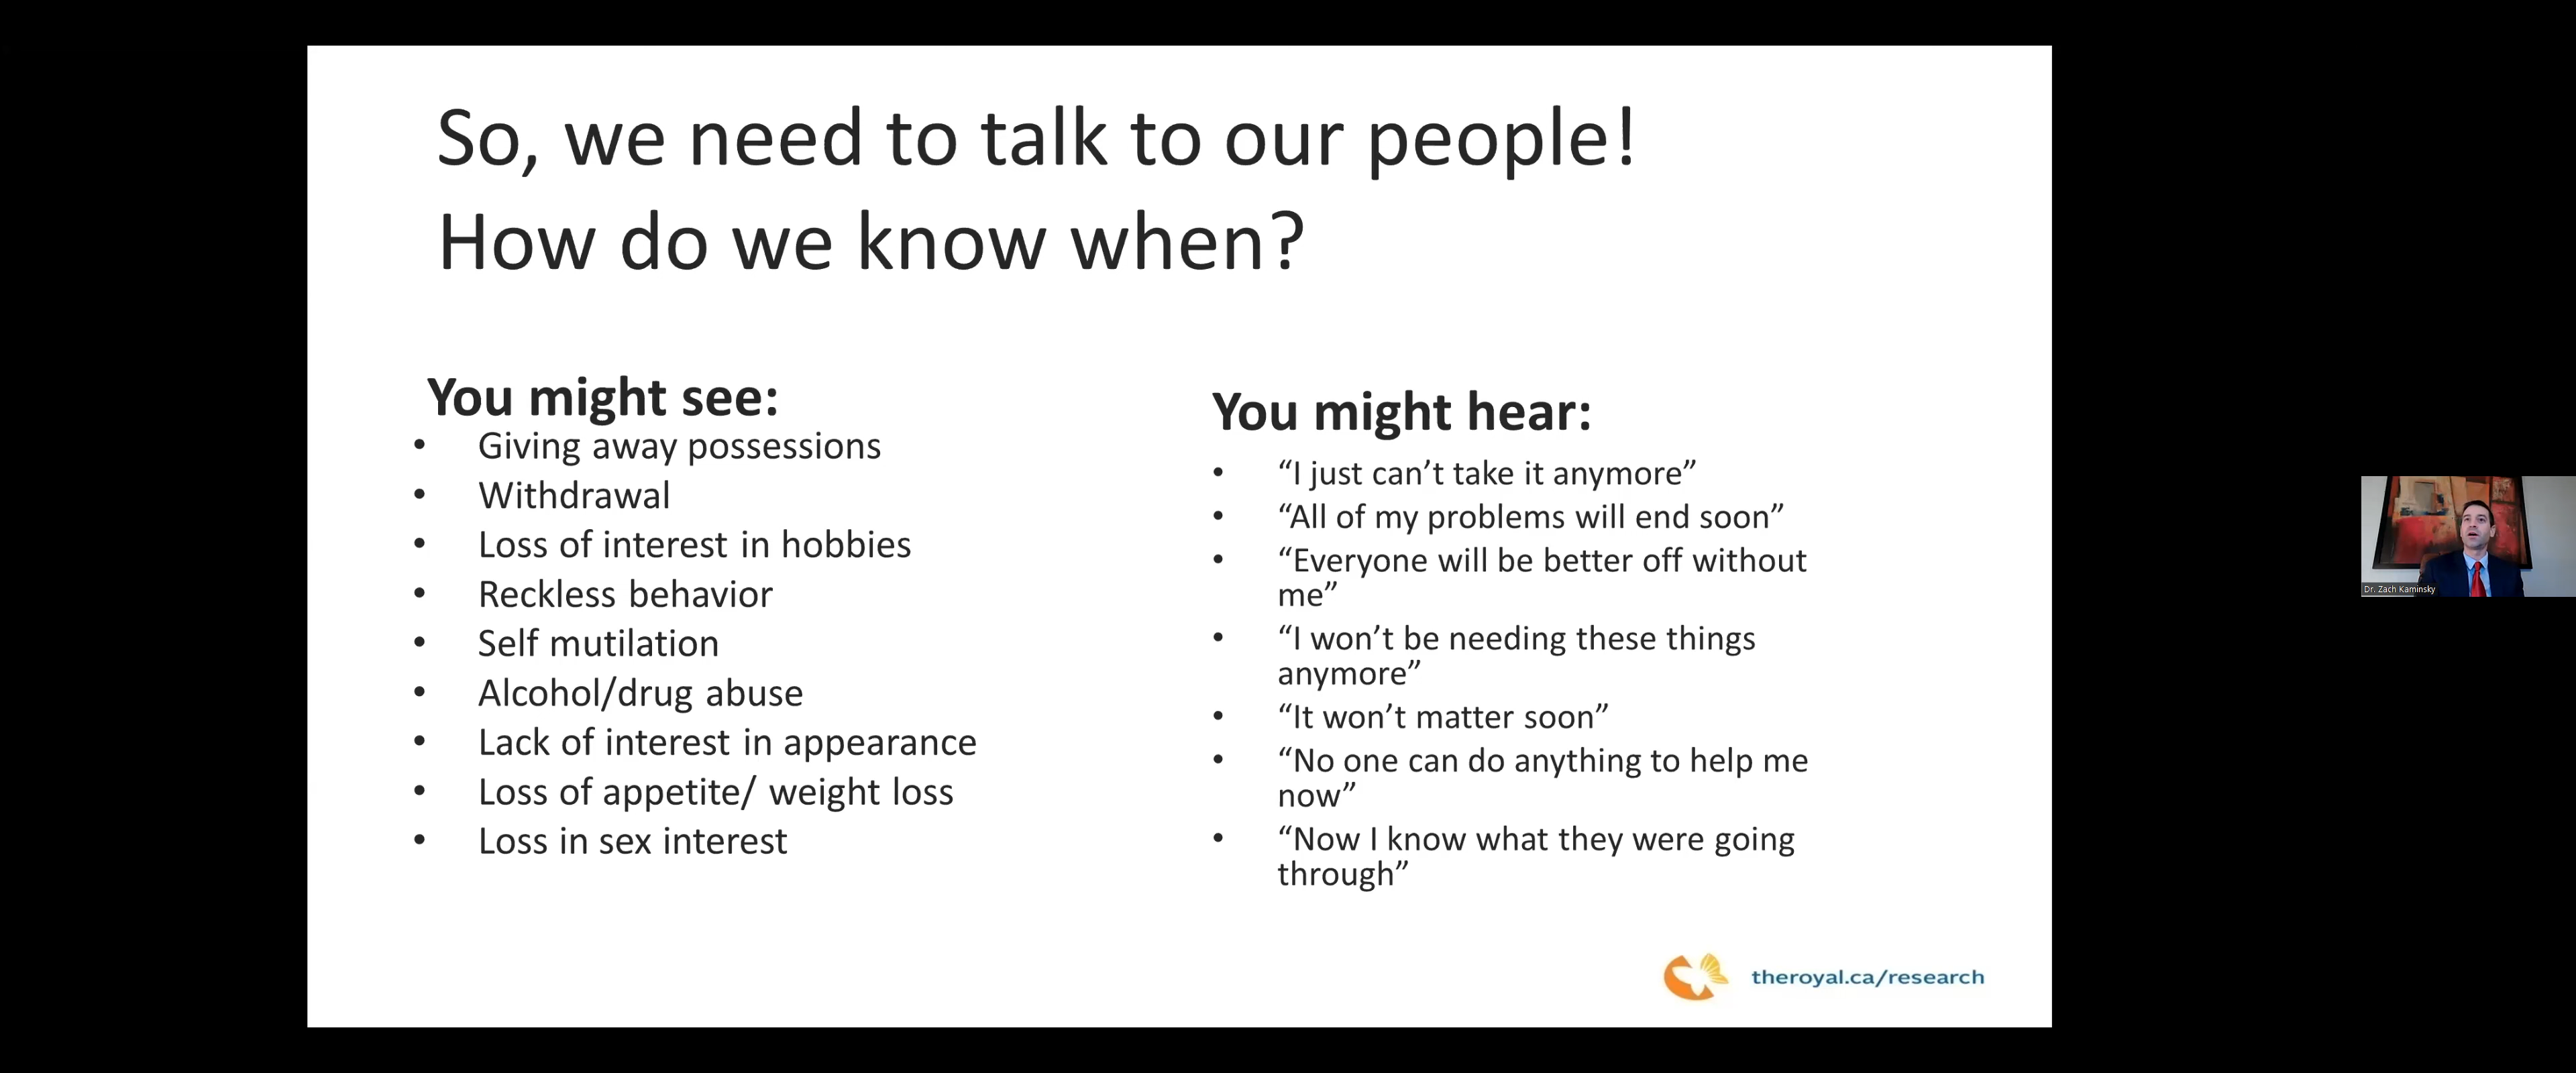 So, we need to talk to our people!
How do we know when?
You might see:
• Giving away possessions
• Withdrawal
• Loss of interest in hobbies
• Reckless behavior
• Self mutilation
• Alcohol/drug abuse
• Lack of interest in appearance
• Loss of appetite/ weight loss
• Loss in sex interest
You might hear:
• “I just can’t take it anymore”
• “All of my problems will end soon”
• “Everyone will be better off without
me”
• “I won’t be needing these things
anymore”
• “It won’t matter soon”
• “No one can do anything to help me
now”
• “Now I know what they were going
through”
theroyal.ca/research
Dr. Zach Kaminsky